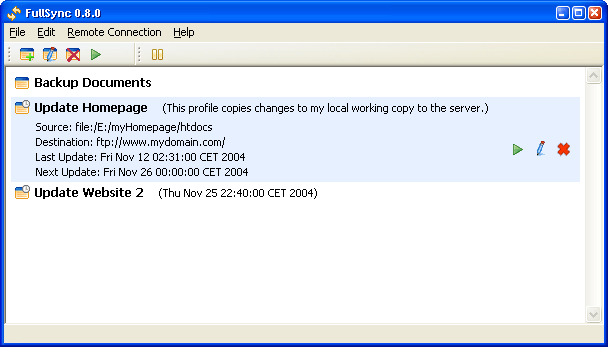 FullSync 0.8.0
File Edit Remote Connection Help
Backup Documents
Update Homepage (This profile copies changes to my local working copy to the server.)
Source: file:/E:/myHomepage/htdocs
Destination: ftp://www.mydomain.com/
Last Update: Fri Nov 12 02:31:00 CET 2004
Next Update: Fri Nov 26 00:00:00 CET 2004
Update Website 2 (Thu Nov 25 22:40:00 CET 2004)